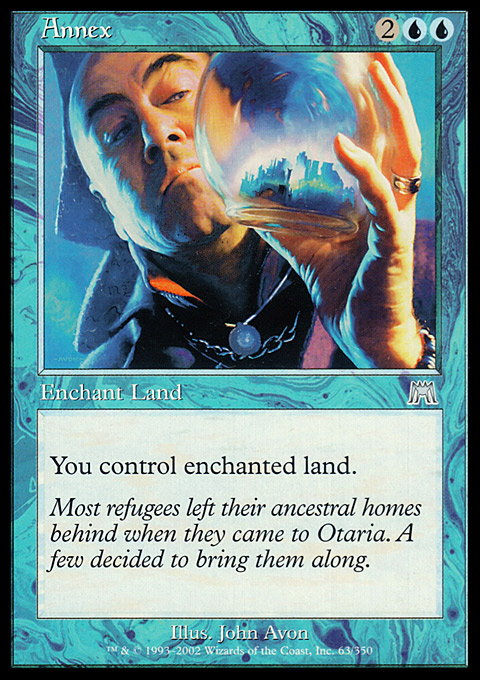 Annex 2
Enchant Land
You control enchanted land.
Most refugees left their ancestral homes
behind when they came to Otaria. A
few decided to bring them along.
Illus. John Avon
™ & © 1993–2002 Wizards of the Coast, Inc. 63/350